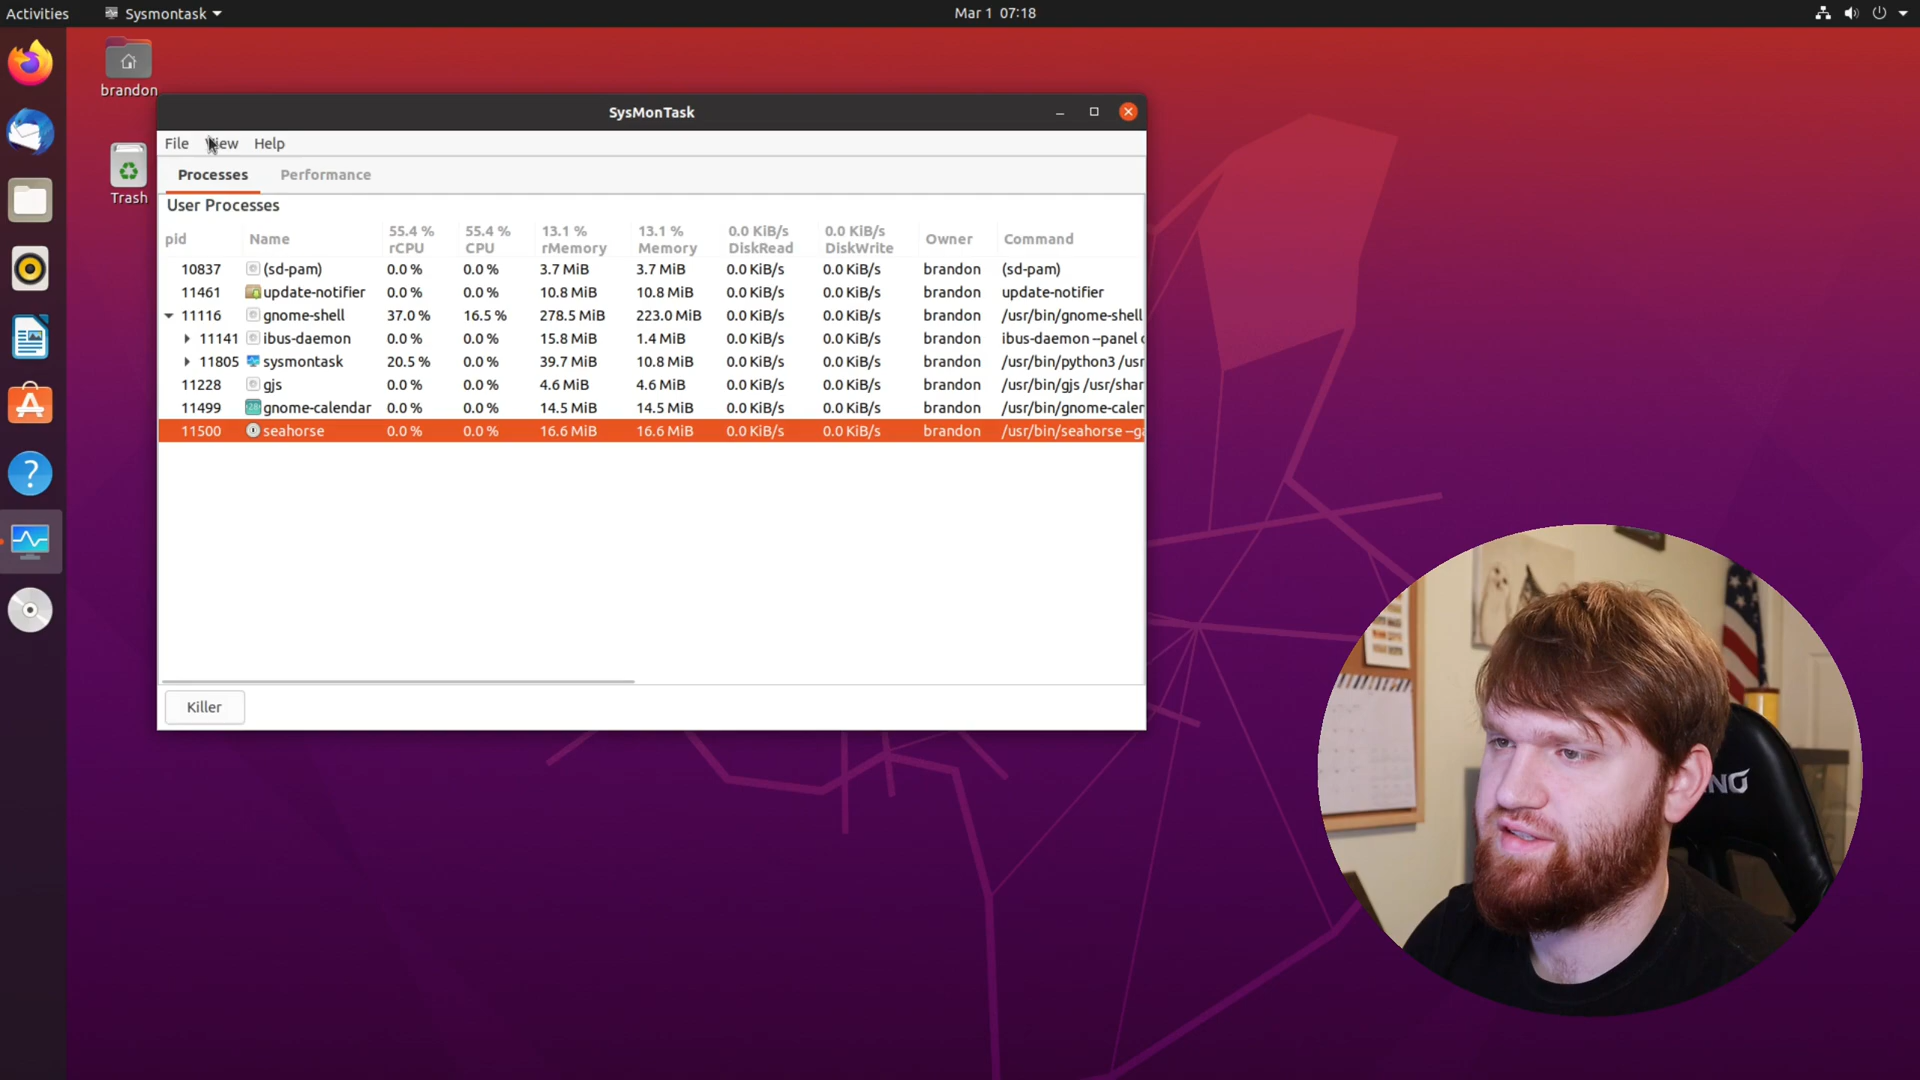 Activities
Sysmontask
Mar 1 07:18
brandon
Trash
SysMonTask
File View Help
Processes Performance
User Processes
pid Name 55.4 % rCPU 55.4 % CPU 13.1 % rMemory 13.1 % Memory 0.0 KiB/s DiskRead 0.0 KiB/s DiskWrite Owner Command
10837 (sd-pam) 0.0 % 0.0 % 3.7 MiB 3.7 MiB 0.0 KiB/s 0.0 KiB/s brandon (sd-pam)
11461 update-notifier 0.0 % 0.0 % 10.8 MiB 10.8 MiB 0.0 KiB/s 0.0 KiB/s brandon update-notifier
11116 gnome-shell 37.0 % 16.5 % 278.5 MiB 223.0 MiB 0.0 KiB/s 0.0 KiB/s brandon /usr/bin/gnome-shell
11141 ibus-daemon 0.0 % 0.0 % 15.8 MiB 1.4 MiB 0.0 KiB/s 0.0 KiB/s brandon ibus-daemon --panel
11805 sysmontask 20.5 % 0.0 % 39.7 MiB 10.8 MiB 0.0 KiB/s 0.0 KiB/s brandon /usr/bin/python3 /usr
11228 gjs 0.0 % 0.0 % 4.6 MiB 4.6 MiB 0.0 KiB/s 0.0 KiB/s brandon /usr/bin/gjs /usr/shar
11499 gnome-calendar 0.0 % 0.0 % 14.5 MiB 14.5 MiB 0.0 KiB/s 0.0 KiB/s brandon /usr/bin/gnome-caler
11500 seahorse 0.0 % 0.0 % 16.6 MiB 16.6 MiB 0.0 KiB/s 0.0 KiB/s brandon /usr/bin/seahorse --ga
Killer